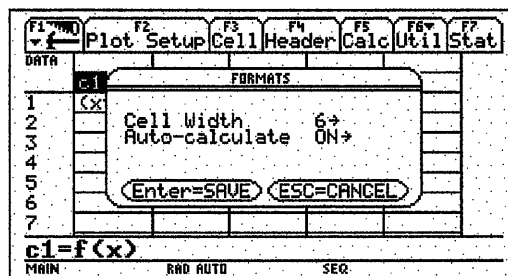 F1 F2 F3 F4 F5 F6 F7
Plot Setup Cell Header Calc Util Stat
DATA
c1 FORMATS
1 (x
2 Cell Width 6→
3 Auto-calculate ON→
4
5 Enter=SAVE ESC=CANCEL
6
7
c1=f(x)
MAIN RAD AUTO SEQ